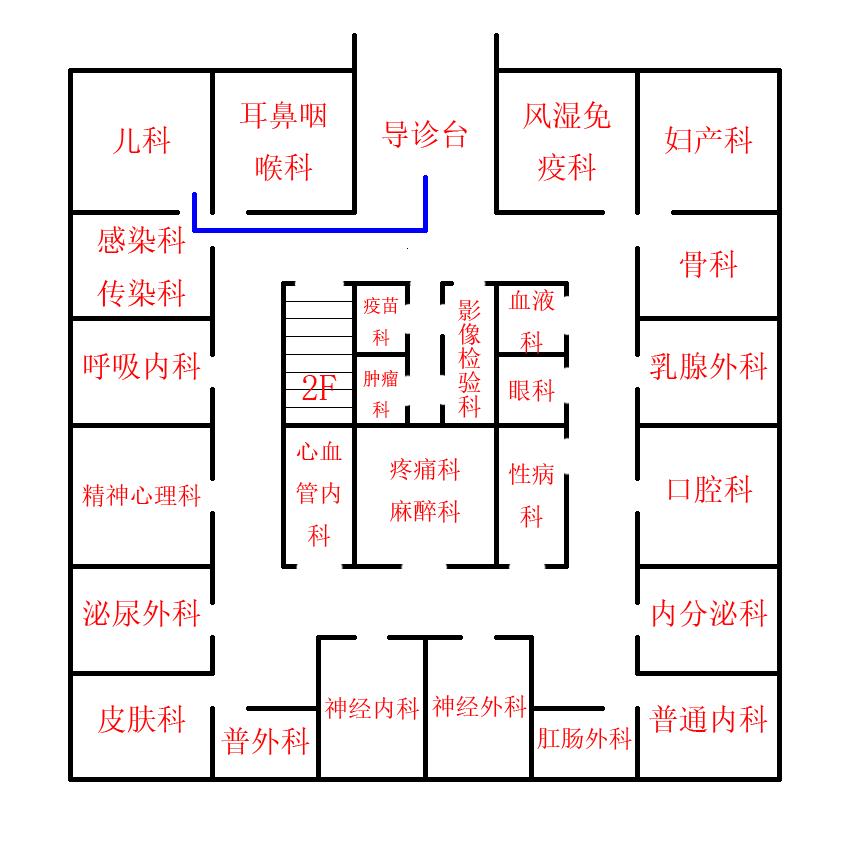 儿科
耳鼻咽
喉科
导诊台
风湿免
疫科
妇产科
感染科
传染科
骨科
疫苗
科
影像检验科
血液
科
呼吸内科
2F
肿瘤
科
眼科
乳腺外科
精神心理科
心血
管内
科
疼痛科
麻醉科
性病
科
口腔科
泌尿外科
内分泌科
皮肤科
普外科
神经内科
神经外科
肛肠外科
普通内科